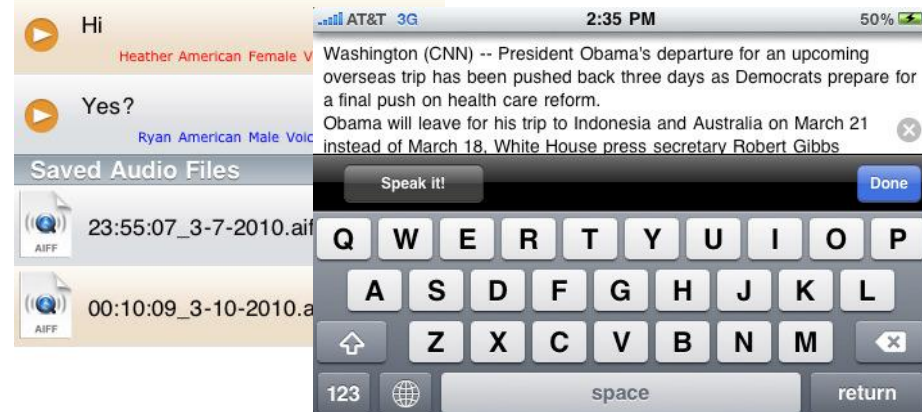 Hi
Heather American Female V
Yes?
Ryan American Male Voic
Saved Audio Files
AIFF
23:55:07_3-7-2010.aif
AIFF
00:10:09_3-10-2010.a
AT&T 3G 2:35 PM 50%
Washington (CNN) -- President Obama's departure for an upcoming
overseas trip has been pushed back three days as Democrats prepare for
a final push on health care reform.
Obama will leave for his trip to Indonesia and Australia on March 21
instead of March 18, White House press secretary Robert Gibbs
Speak it! Done
Q W E R T Y U I O P
A S D F G H J K L
Z X C V B N M
123 space return